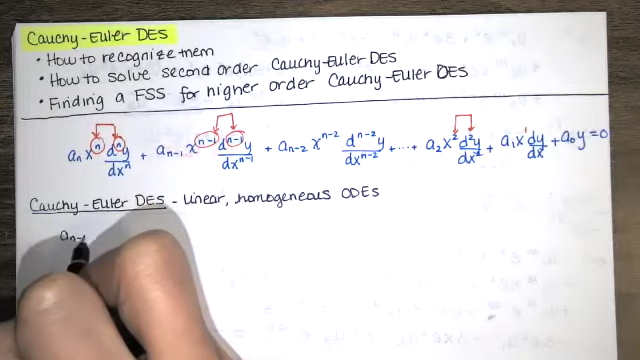 Cauchy-Euler DES
• How to recognize them
• How to solve second order Cauchy-Euler DES
• Finding a FSS for higher order Cauchy-Euler DES
aₙxⁿ dⁿy/dxⁿ + aₙ₋₁xⁿ⁻¹ dⁿ⁻¹y/dxⁿ⁻¹ + aₙ₋₂xⁿ⁻² dⁿ⁻²y/dxⁿ⁻² + ... + a₂x² d²y/dx² + a₁x¹ dy/dx + a₀y = 0
Cauchy-Euler DES - linear, homogeneous ODEs